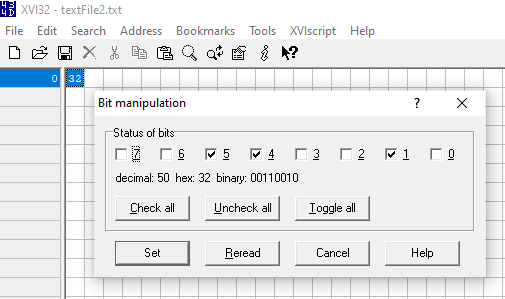 XVI32 - textFile2.txt
File Edit Search Address Bookmarks Tools XVIscript Help
0 32
Bit manipulation
Status of bits
7 6 5 4 3 2 1 0
decimal: 50 hex: 32 binary: 00110010
Check all Uncheck all Toggle all
Set Reread Cancel Help